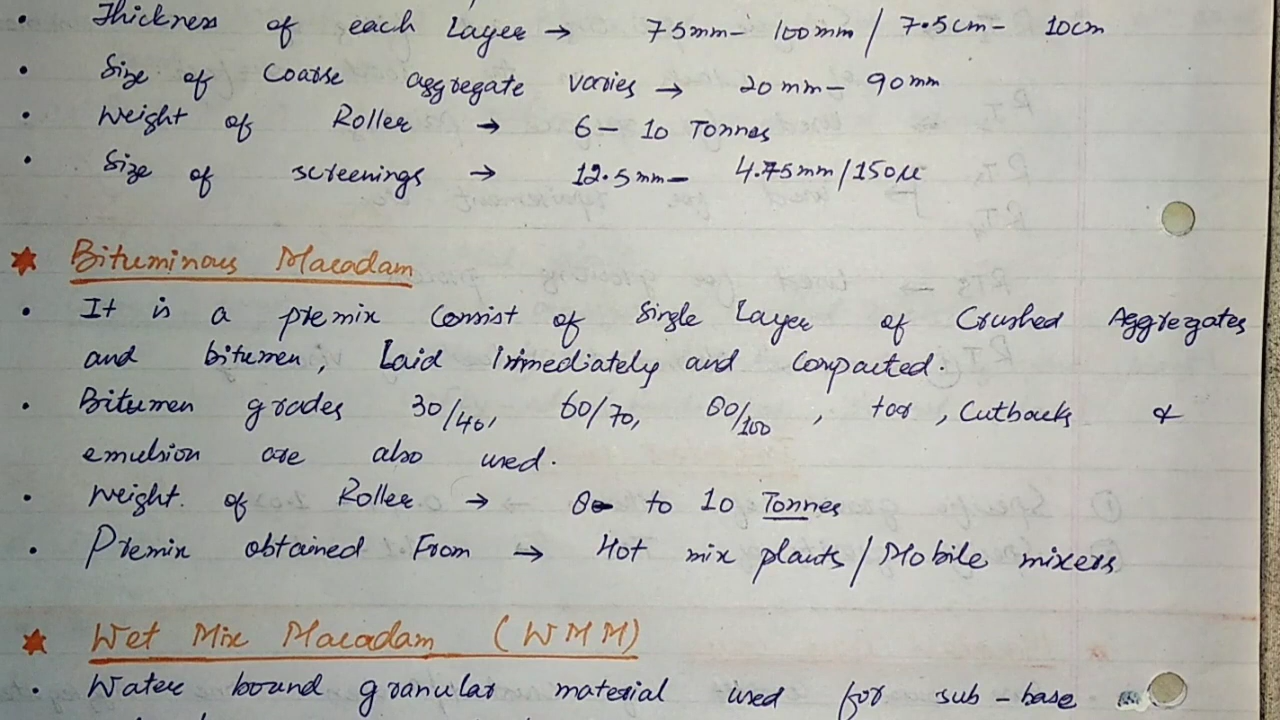 • Thickness of each Layer → 75mm- 100mm / 7.5cm- 10cm
• Size of Coarse aggregate varies → 20mm- 90mm
• Weight of Roller → 6 - 10 Tonnes
• Size of screenings → 12.5mm- 4.75mm/150µ
★ Bituminous Macadam
• It is a premix consist of Single Layer of Crushed Aggregates
and bitumen, Laid immediately and Compacted.
• Bitumen grades 30/40, 60/70, 80/100, tar, Cutbacks &
emulsion are also used.
• Weight. of Roller → 8 to 10 Tonnes
• Premix obtained From → Hot mix plants / Mobile mixers
★ Wet Mix Macadam (WMM)
• Water bound granular material used for sub-base